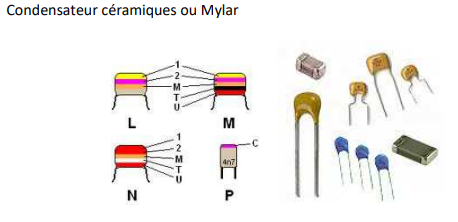 Condensateur céramiques ou Mylar
1
2
M
T
U
L
M
1
2
M
T
U
C
4n7
N
P